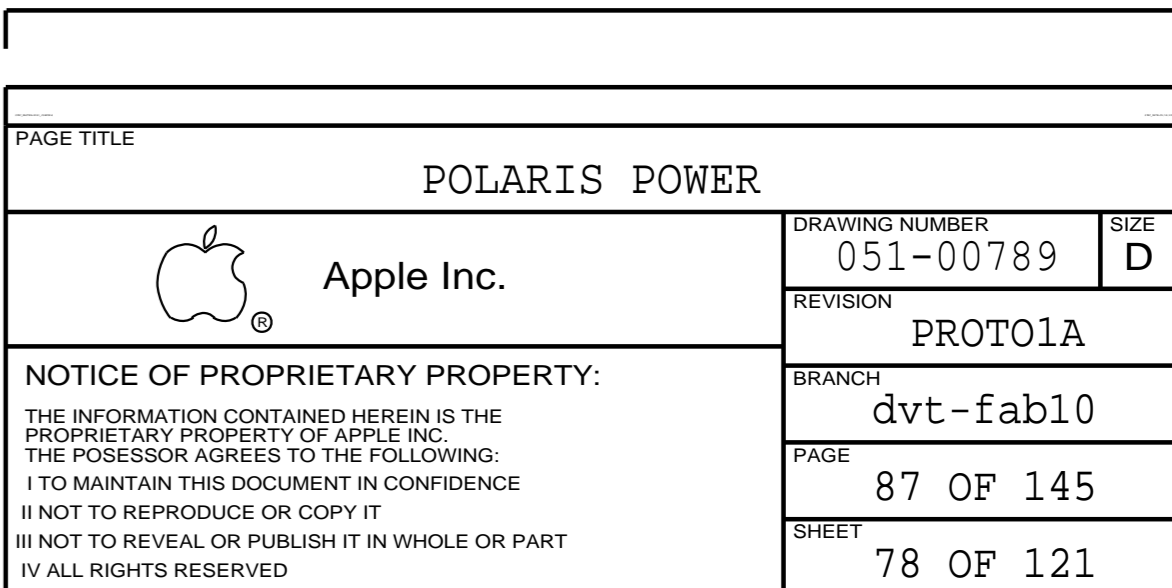 PAGE TITLE
POLARIS POWER
Apple Inc.
®
DRAWING NUMBER
051-00789
SIZE
D
REVISION
PROTO1A
NOTICE OF PROPRIETARY PROPERTY:
THE INFORMATION CONTAINED HEREIN IS THE
PROPRIETARY PROPERTY OF APPLE INC.
THE POSESSOR AGREES TO THE FOLLOWING:
I TO MAINTAIN THIS DOCUMENT IN CONFIDENCE
II NOT TO REPRODUCE OR COPY IT
III NOT TO REVEAL OR PUBLISH IT IN WHOLE OR PART
IV ALL RIGHTS RESERVED
BRANCH
dvt-fab10
PAGE
87 OF 145
SHEET
78 OF 121